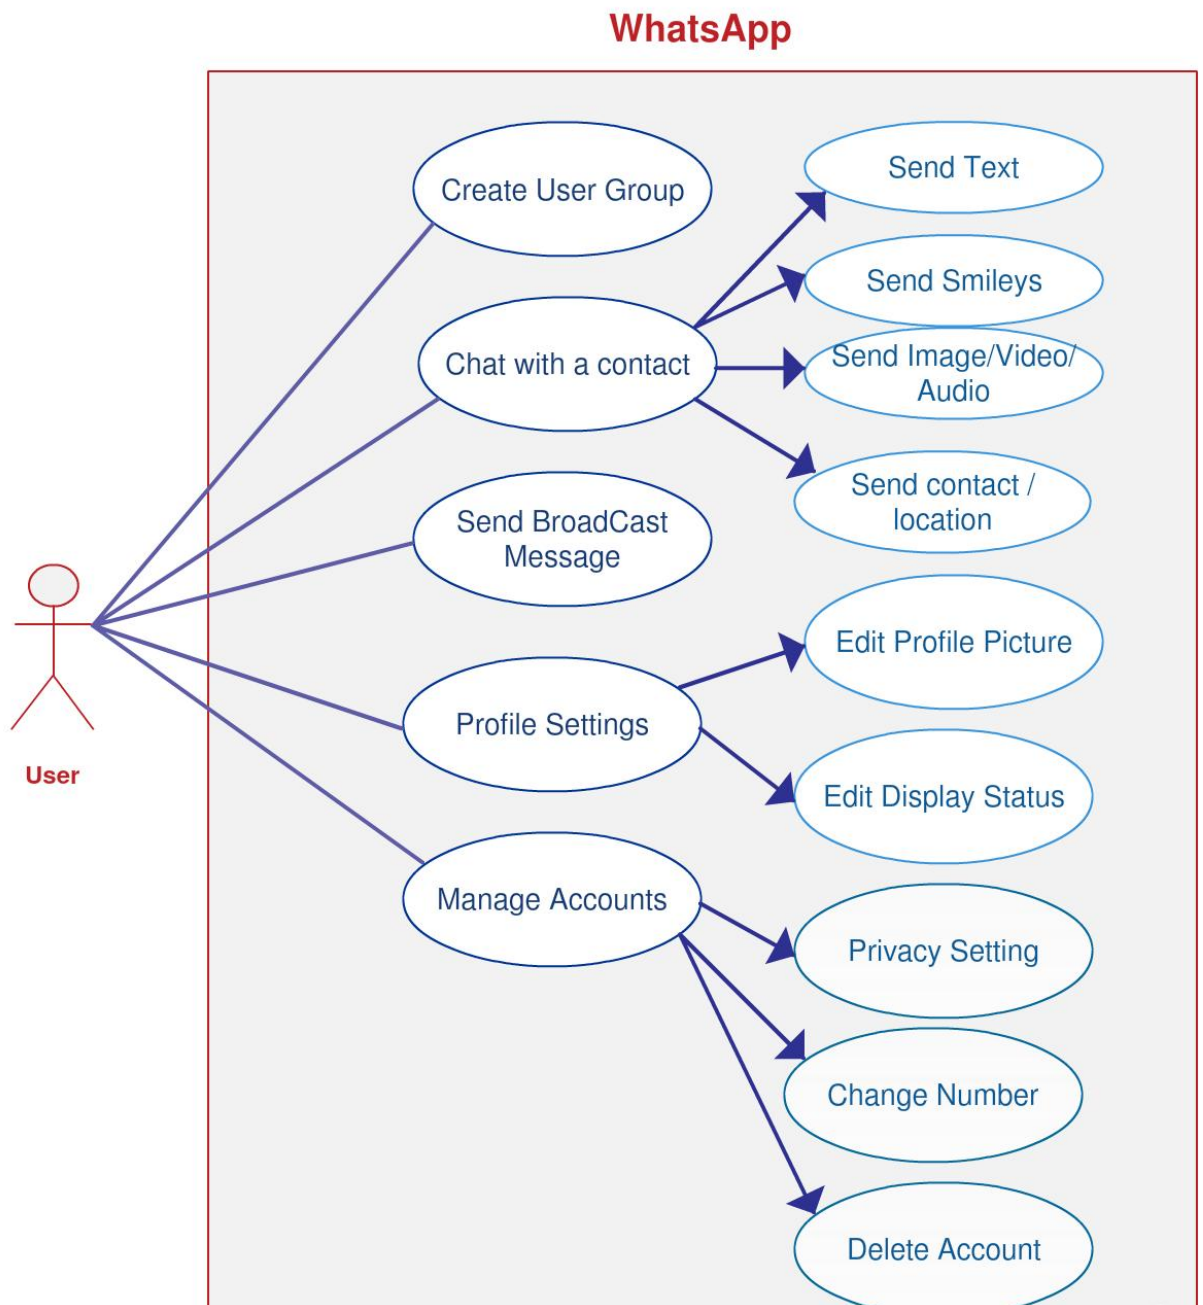 WhatsApp
Create User Group
Send Text
Send Smileys
Chat with a contact
Send Image/Video/
Audio
Send contact /
location
Send BroadCast
Message
User
Edit Profile Picture
Profile Settings
Edit Display Status
Manage Accounts
Privacy Setting
Change Number
Delete Account